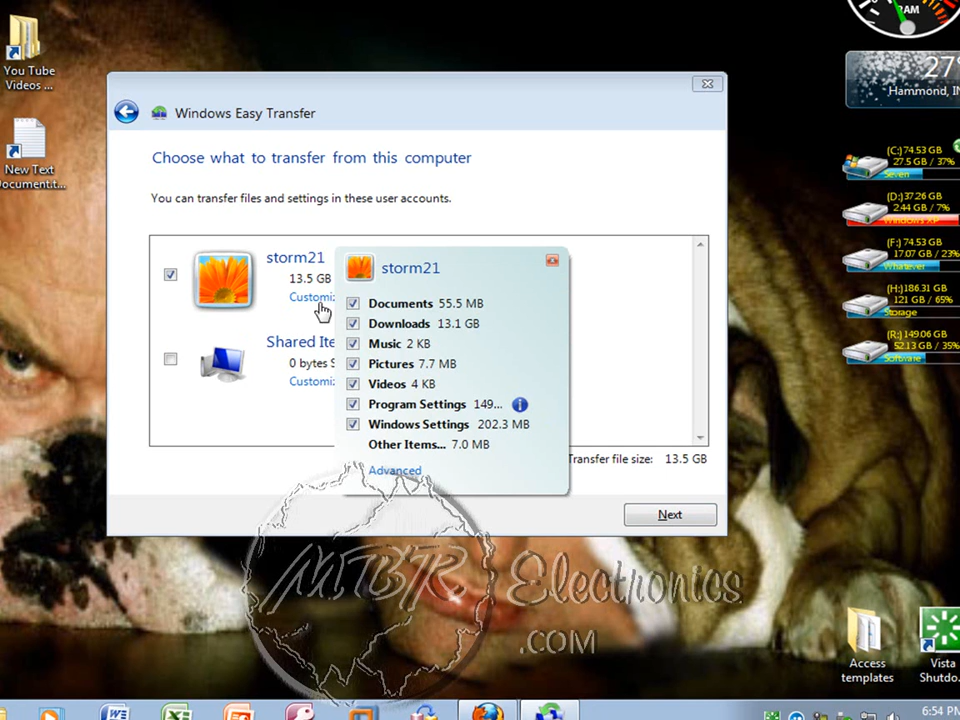 You Tube
Videos ...
New Text
Document.t...
RAM
27°
Hammond, IN
(C:) 74.53 GB
27.5 GB / 37%
Seven
(D:) 37.26 GB
2.44 GB / 7%
Windows XP
(F:) 74.53 GB
17.07 GB / 23%
Whatever
(H:) 186.31 GB
121 GB / 65%
Storage
(R:) 149.06 GB
52.13 GB / 35%
Software
Windows Easy Transfer
Choose what to transfer from this computer
You can transfer files and settings in these user accounts.
storm21
13.5 GB
Customiz
Shared Ite
0 bytes S
Customiz
storm21
Documents 55.5 MB
Downloads 13.1 GB
Music 2 KB
Pictures 7.7 MB
Videos 4 KB
Program Settings 149...
Windows Settings 202.3 MB
Other Items... 7.0 MB
Advanced
Transfer file size: 13.5 GB
Next
MTBR Electronics
.COM
Access
templates
Vista
Shutdo...
6:54 PM